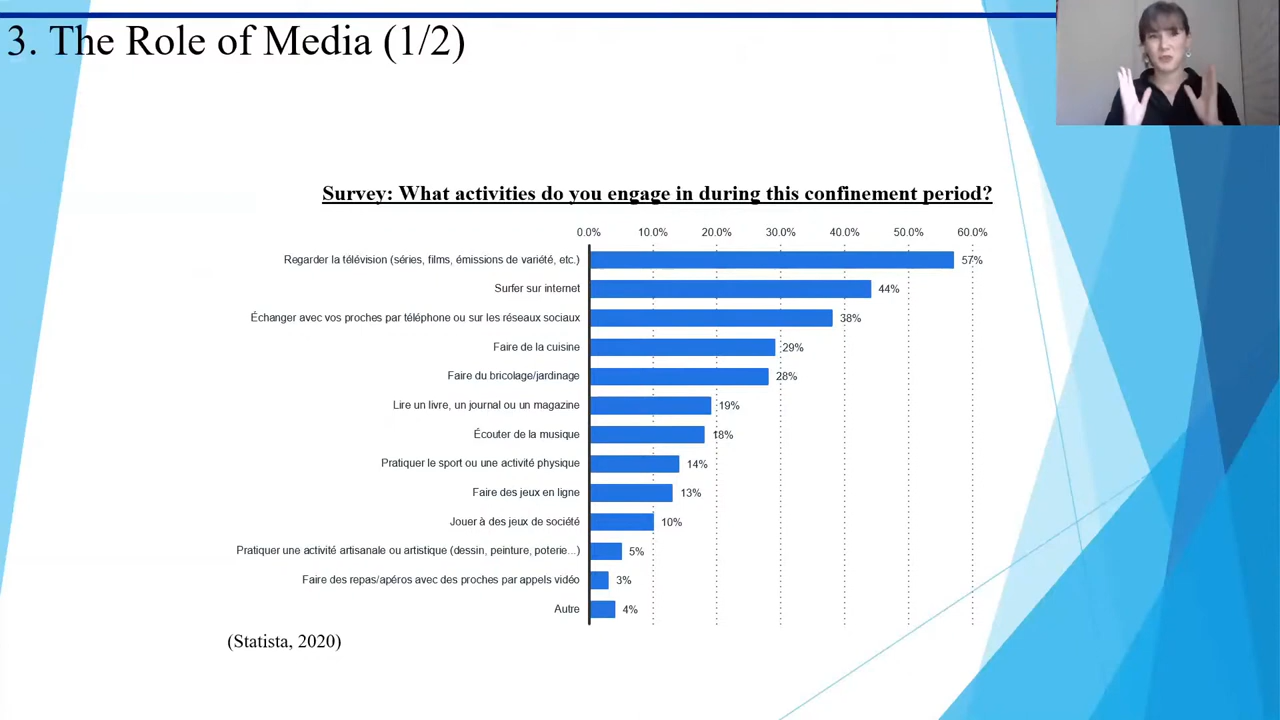 3. The Role of Media (1/2)
Survey: What activities do you engage in during this confinement period?
0.0% 10.0% 20.0% 30.0% 40.0% 50.0% 60.0%
Regarder la télévision (séries, films, émissions de variété, etc.) 57%
Surfer sur internet 44%
Échanger avec vos proches par téléphone ou sur les réseaux sociaux 38%
Faire de la cuisine 29%
Faire du bricolage/jardinage 28%
Lire un livre, un journal ou un magazine 19%
Écouter de la musique 18%
Pratiquer le sport ou une activité physique 14%
Faire des jeux en ligne 13%
Jouer à des jeux de société 10%
Pratiquer une activité artisanale ou artistique (dessin, peinture, poterie...) 5%
Faire des repas/apéros avec des proches par appels vidéo 3%
Autre 4%
(Statista, 2020)